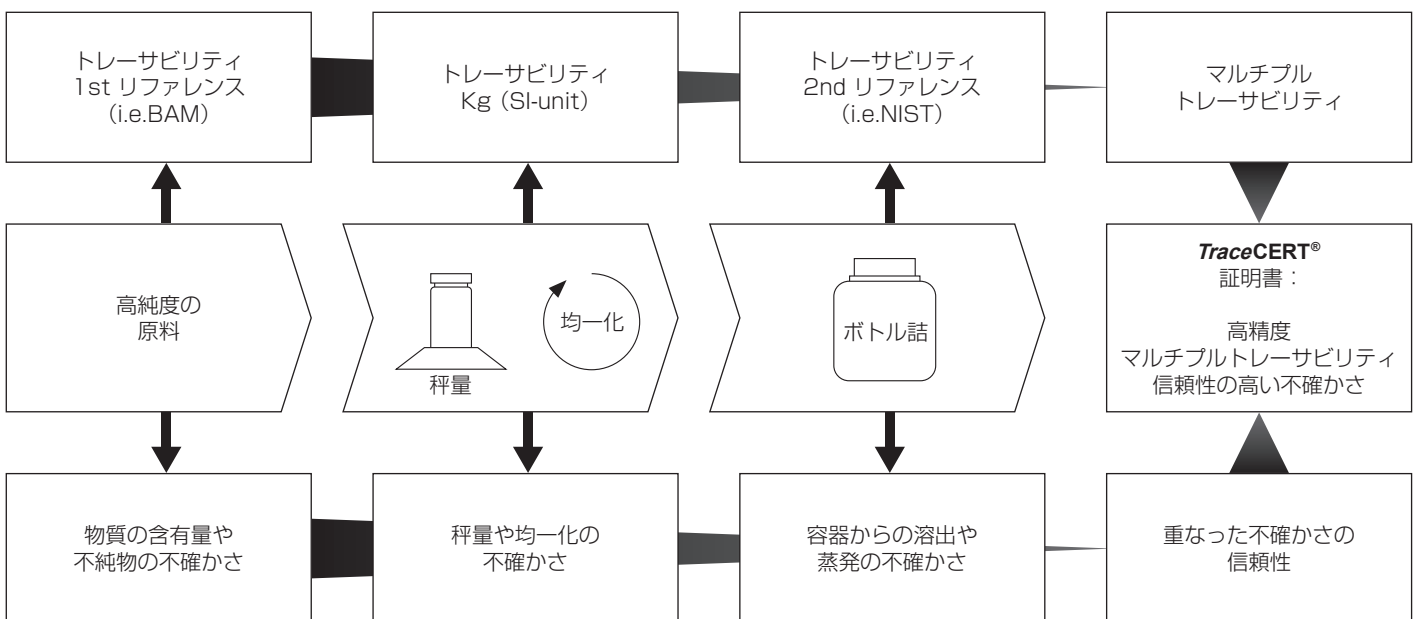 トレーサビリティ
1st リファレンス
（i.e.BAM）
トレーサビリティ
Kg（SI-unit）
トレーサビリティ
2nd リファレンス
（i.e.NIST）
マルチプル
トレーサビリティ
高純度の
原料
秤量
均一化
ボトル詰
TraceCERT®
証明書：
高精度
マルチプルトレーサビリティ
信頼性の高い不確かさ
物質の含有量や
不純物の不確かさ
秤量や均一化の
不確かさ
容器からの溶出や
蒸発の不確かさ
重なった不確かさの
信頼性